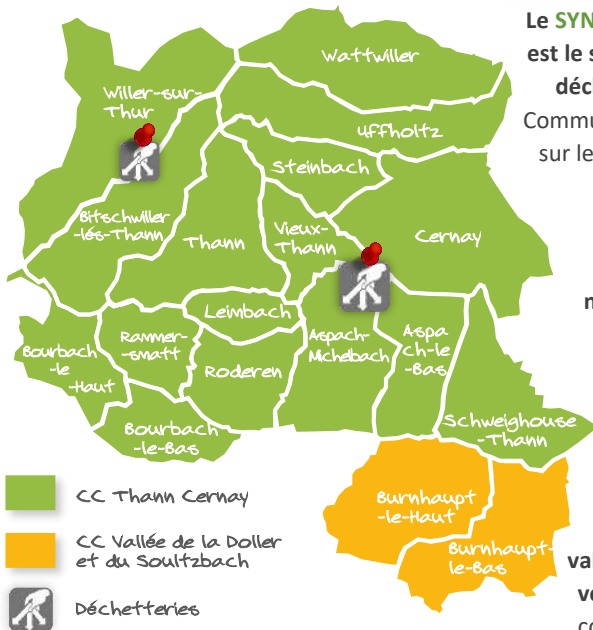 Le SYN
est le s
déc
Commu
sur le
Wattwiller
Willer-sur-
Thur
Uffholtz
Steinbach
Bitschwiller
-lès-Thann
Thann
Vieux-
Thann
Cernay
n
Leimbach
Bourbach
-le
-Haut
Rammer-
-smatt
Roderen
Aspach-
Michelbach
Aspa
ch-le
-Bas
Bourbach
-le-Bas
Schweighouse
-Thann
CC Thann Cernay
Burnhaupt
-le-Haut
CC Vallée de la Doller
et du Soultzbach
Burnhaupt-
le-Bas
val
ve
co
Déchetteries